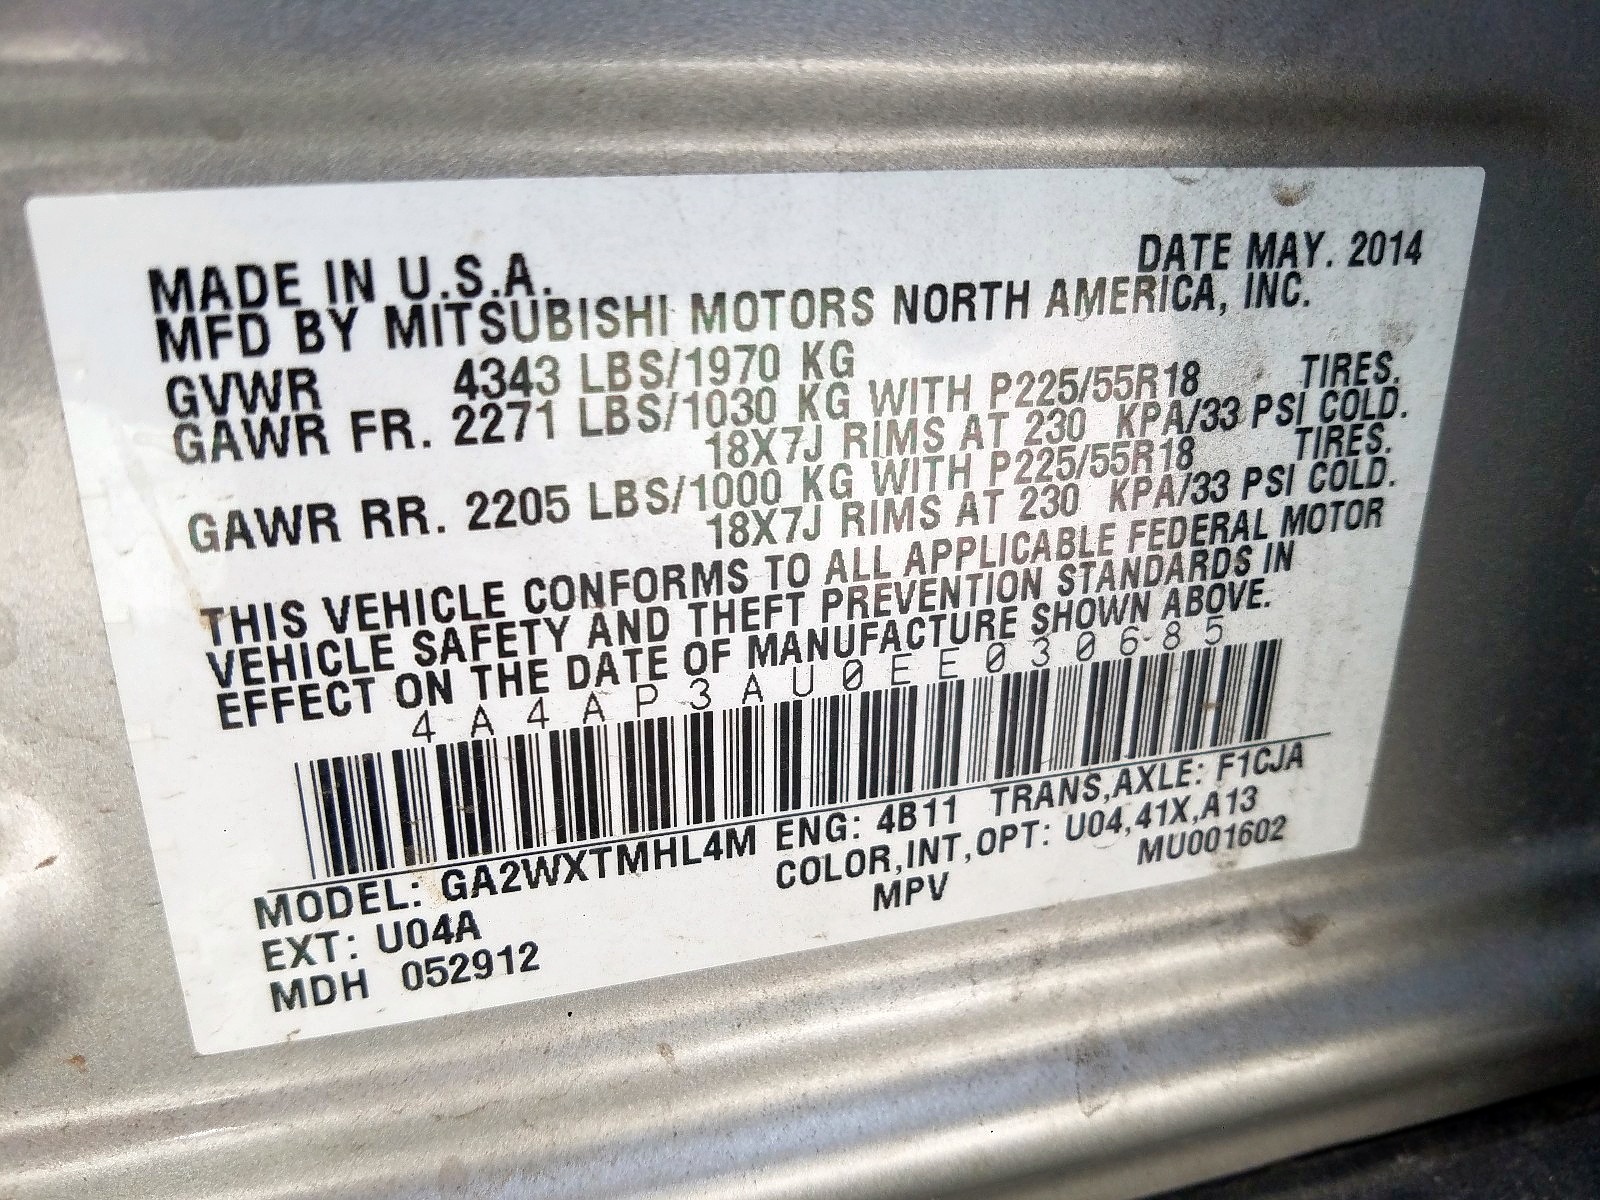 DATE MAY. 2014
MADE IN U.S.A.
MFD BY MITSUBISHI MOTORS NORTH AMERICA, INC.
GVWR 4343 LBS/1970 KG
GAWR FR. 2271 LBS/1030 KG WITH P225/55R18 TIRES.
18X7J RIMS AT 230 KPA/33 PSI COLD.
GAWR RR. 2205 LBS/1000 KG WITH P225/55R18 TIRES.
18X7J RIMS AT 230 KPA/33 PSI COLD.
THIS VEHICLE CONFORMS TO ALL APPLICABLE FEDERAL MOTOR
VEHICLE SAFETY AND THEFT PREVENTION STANDARDS IN
EFFECT ON THE DATE OF MANUFACTURE SHOWN ABOVE.
4A4AP3AU0EE030685
MODEL: GA2WXTMHL4M ENG: 4B11 TRANS,AXLE: F1CJA
EXT: U04A COLOR,INT,OPT: U04,41X,A13
MDH 052912 MPV MU001602